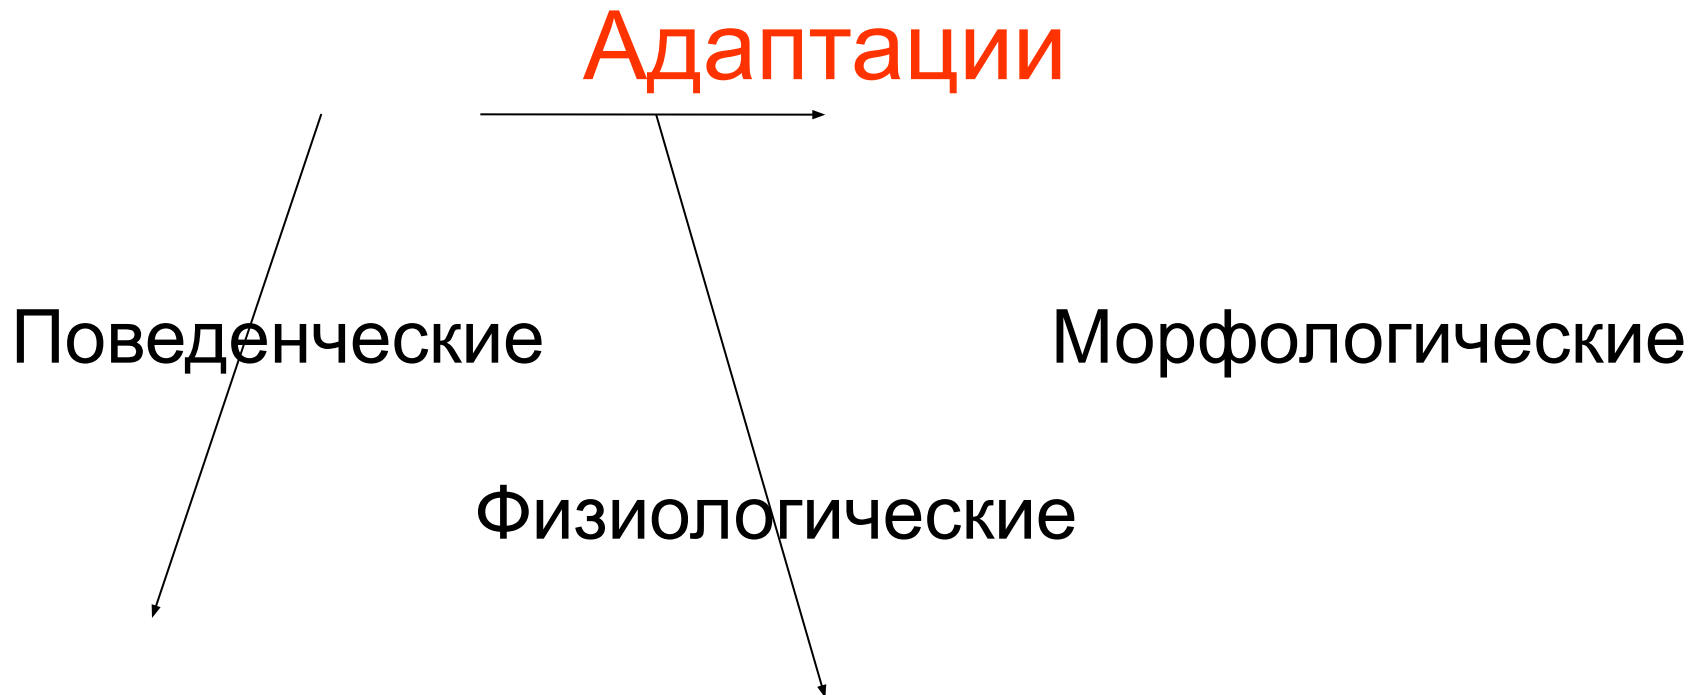 Адаптации
Поведенческие Морфологические
Физиологические